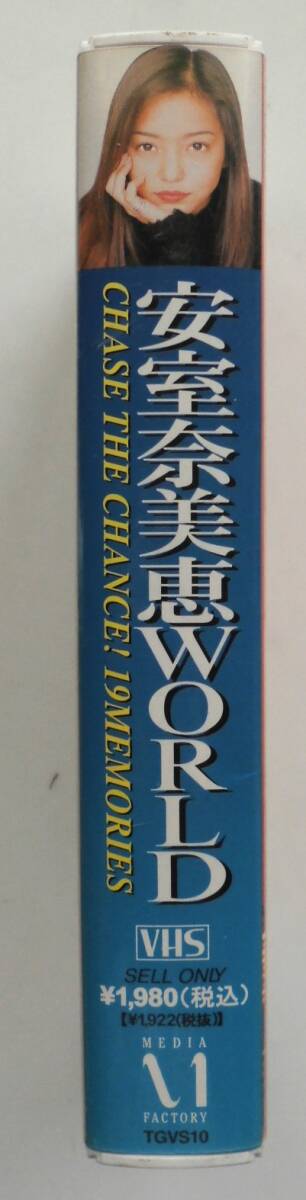 安室奈美恵WORLD
CHASE THE CHANCE! 19MEMORIES
VHS
SELL ONLY
¥1,980(税込)
【¥1,922(税抜)】
MEDIA
FACTORY
TGVS10